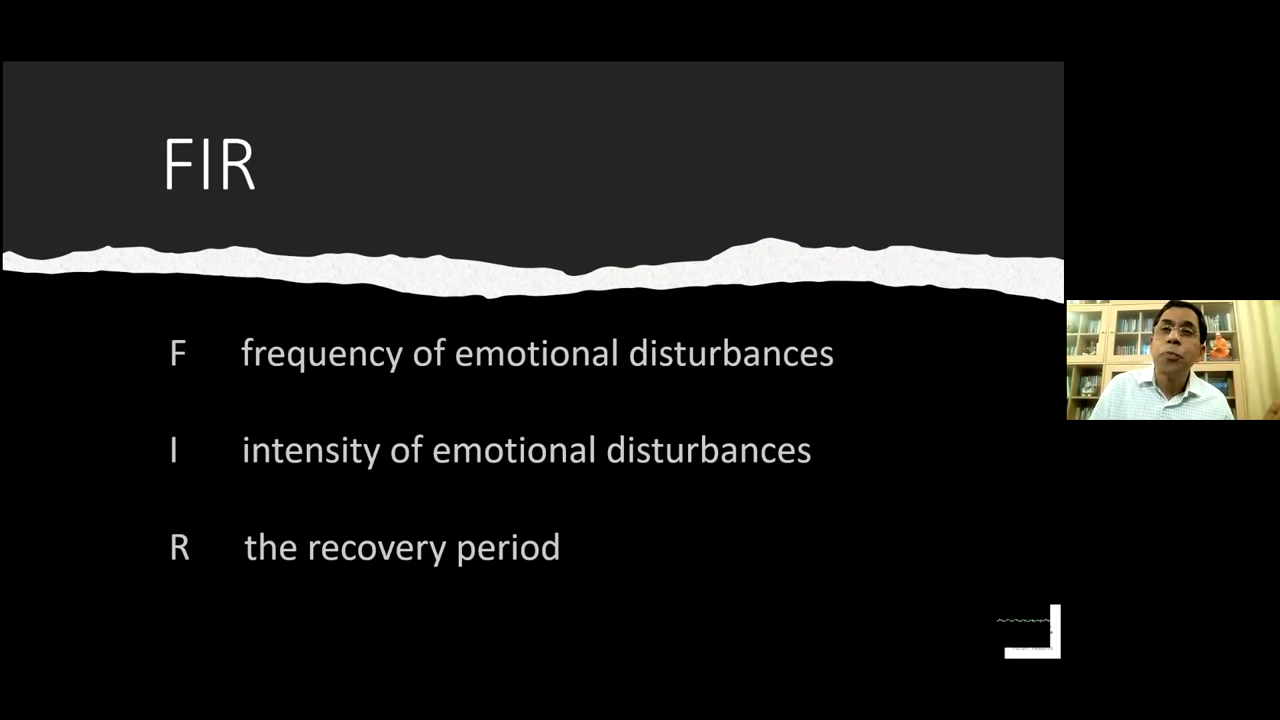 FIR
F frequency of emotional disturbances
I intensity of emotional disturbances
R the recovery period